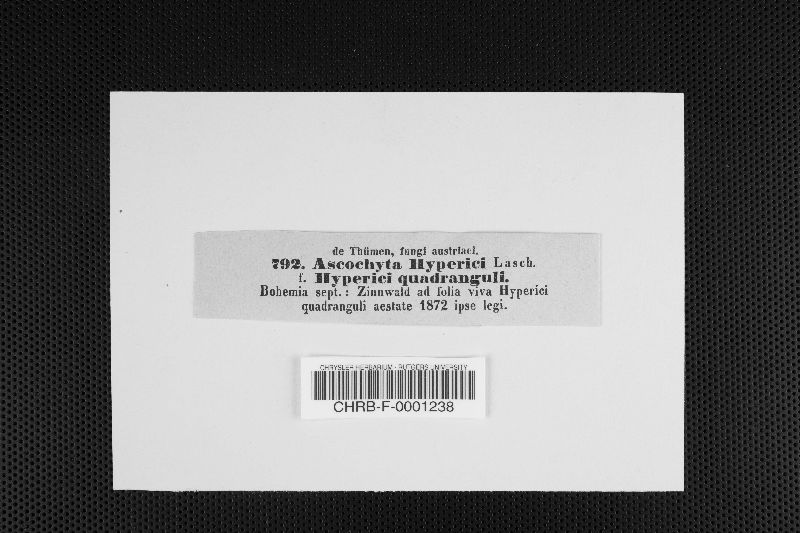 de Thümen, fungi austriaci.
792. Ascochyta Hyperici Lasch.
f. Hyperici quadranguli.
Bohemia sept.: Zinnwald ad folia viva Hyperici
quadranguli aestate 1872 ipse legi.
CHRYSLER HERBARIUM - RUTGERS UNIVERSITY
CHRB-F-0001238